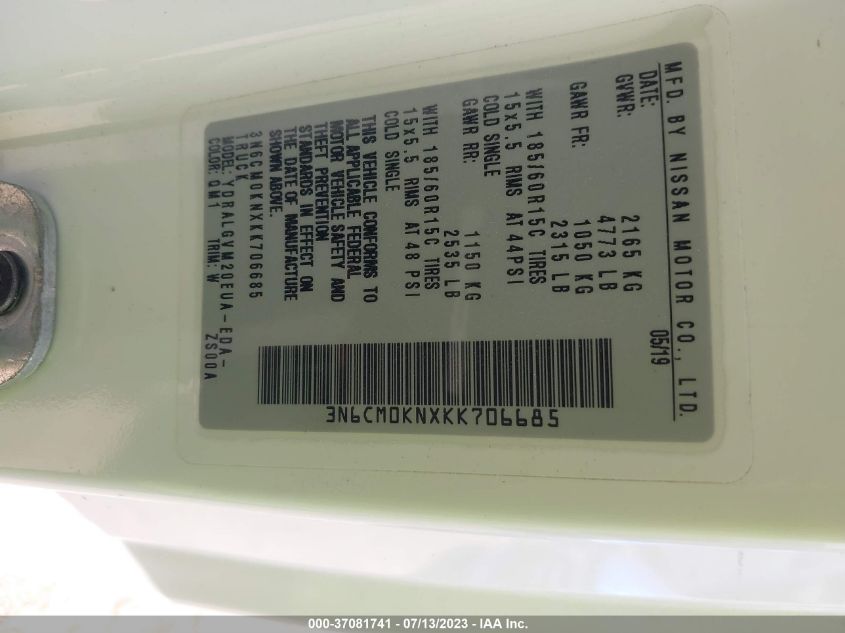 MFD. BY NISSAN MOTOR CO., LTD.
DATE: 05/19
GVWR: 2165 KG
4773 LB
GAWR FR: 1050 KG
2315 LB
WITH 185/60R15C TIRES
15x5.5 RIMS AT 44PSI
COLD SINGLE
GAWR RR: 1150 KG
2535 LB
WITH 185/60R15C TIRES
15x5.5 RIMS AT 48 PSI
COLD SINGLE
THIS VEHICLE CONFORMS TO
ALL APPLICABLE FEDERAL
MOTOR VEHICLE SAFETY AND
THEFT PREVENTION
STANDARDS IN EFFECT ON
THE DATE OF MANUFACTURE
SHOWN ABOVE.
3N6CM0KNXKK706685
TRUCK
MODEL: YDRALGVM20EUA-EDA-
ZS00A
COLOR: QM1 TRIM: W
3N6CM0KNXKK706685
000-37081741 - 07/13/2023 - IAA Inc.